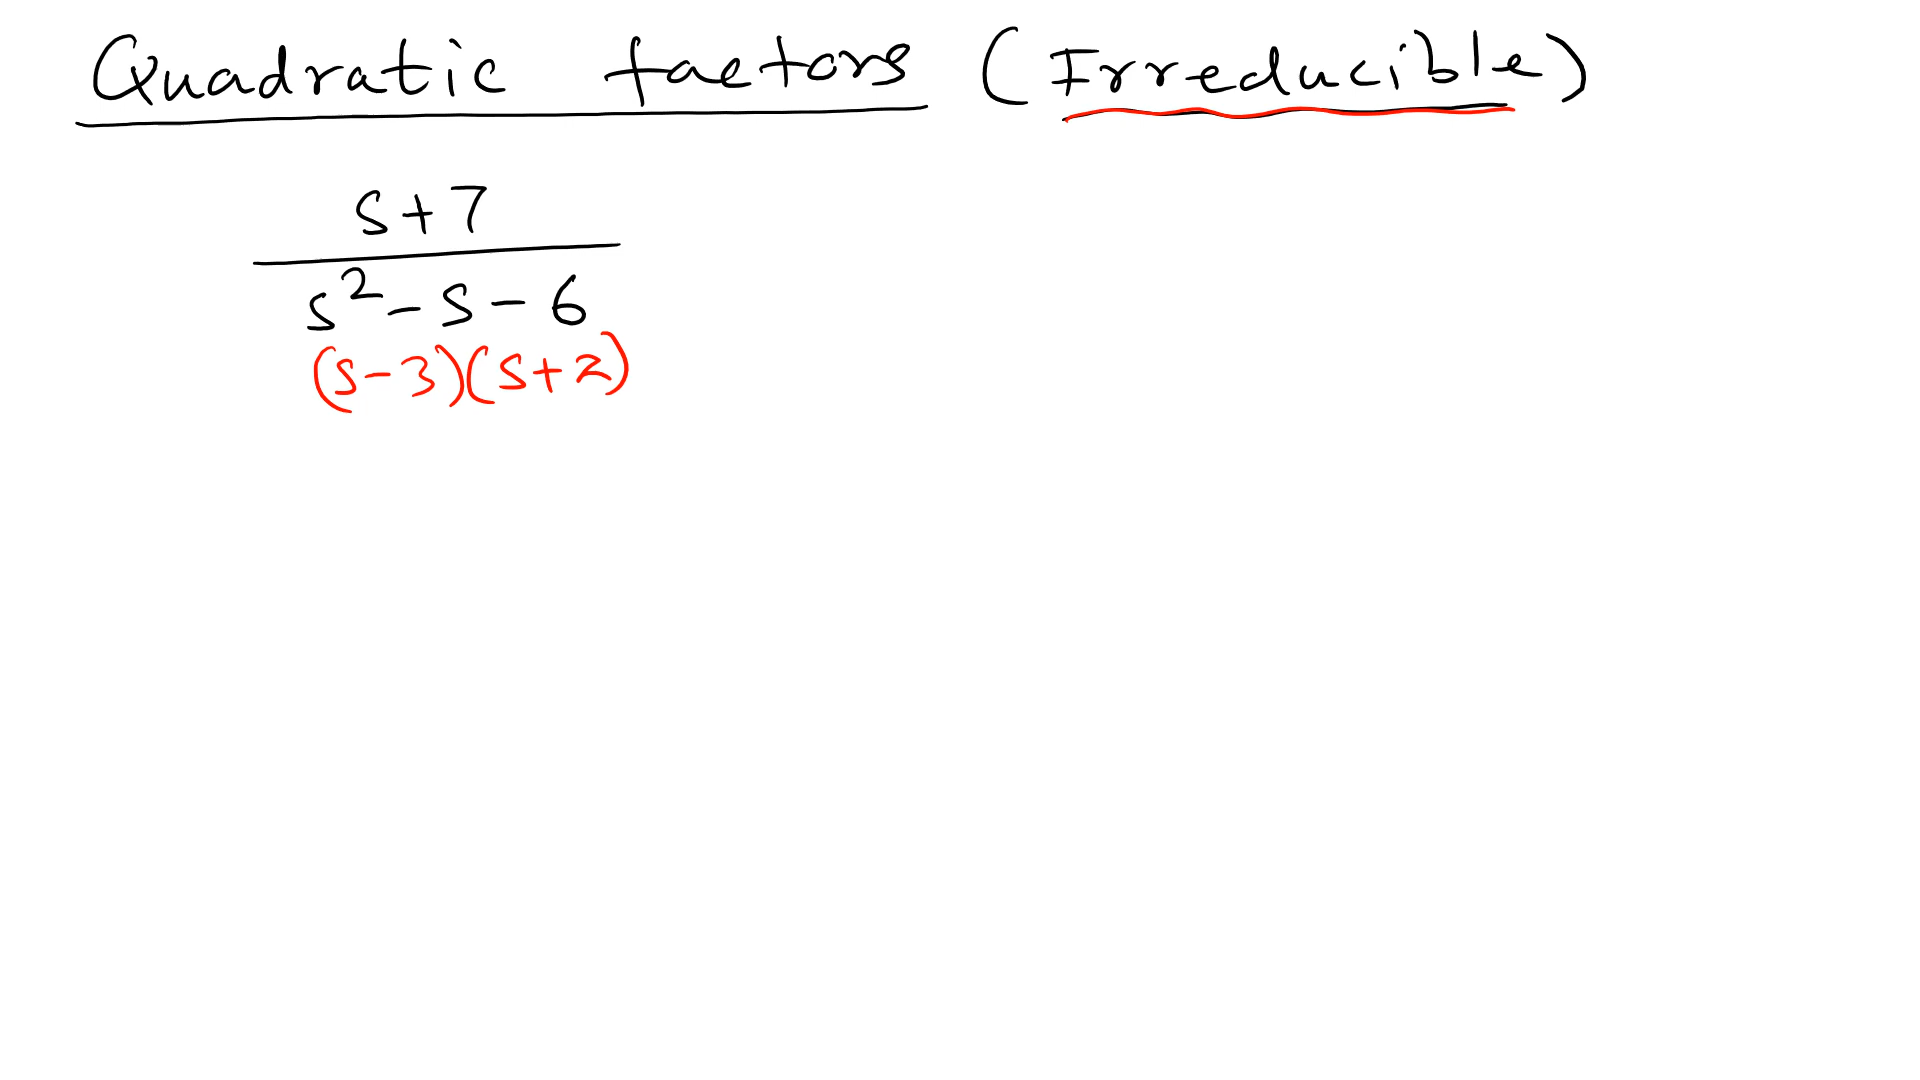 Quadratic factors (Irreducible)
s+7
s²-s-6
(s-3)(s+2)